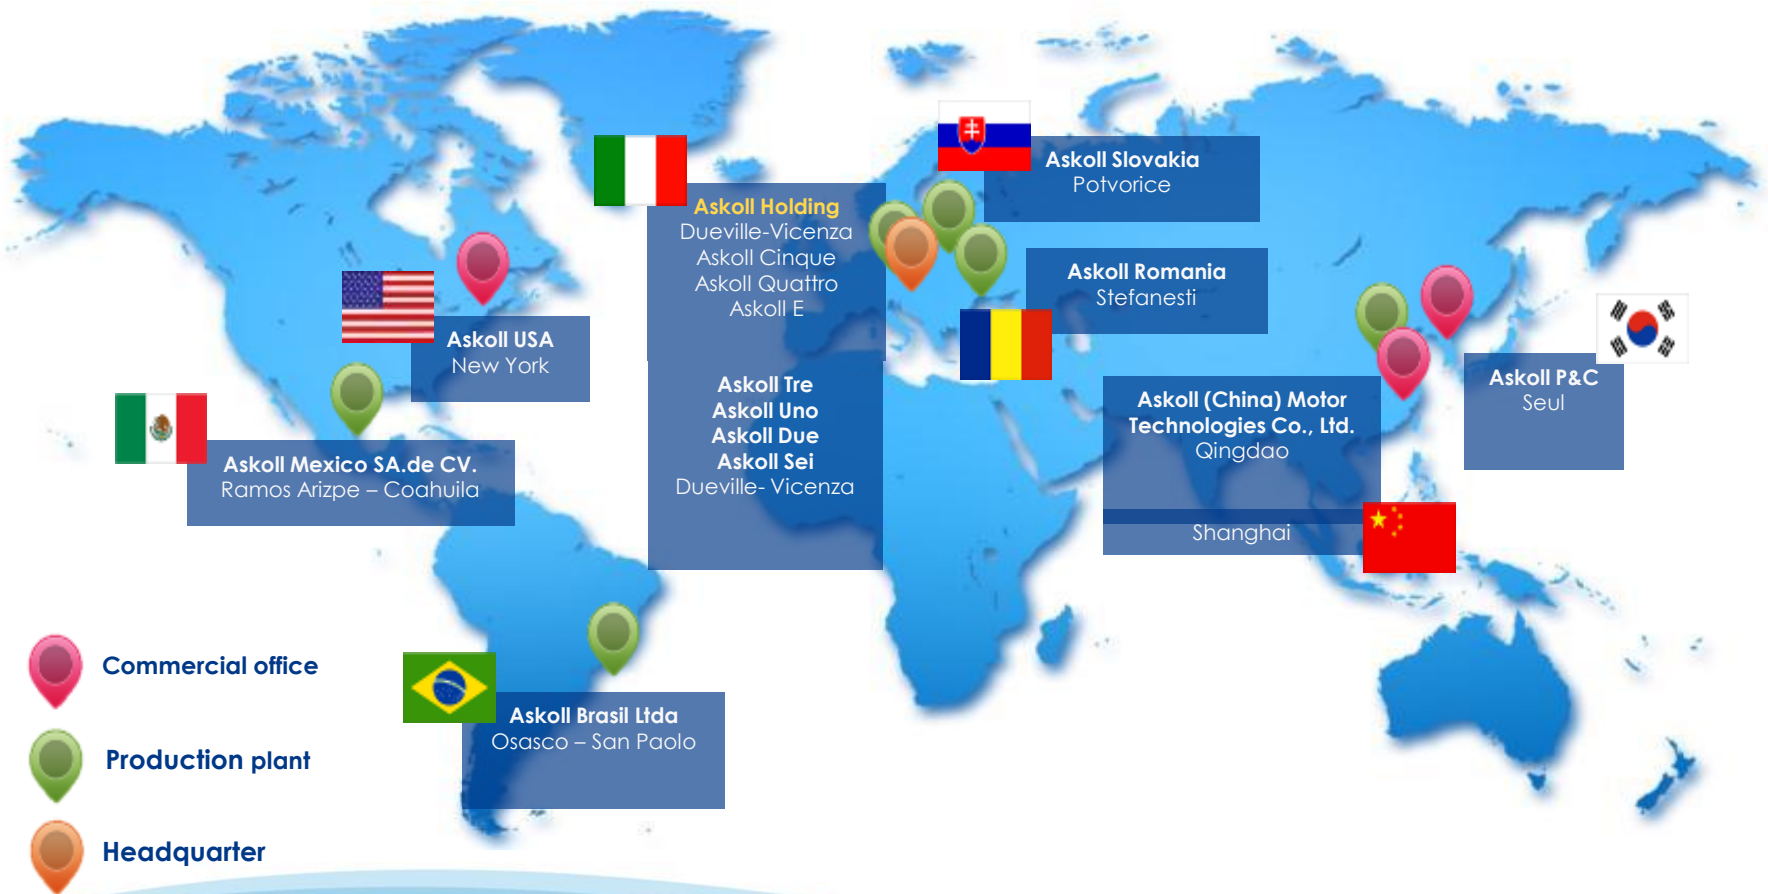 Askoll Slovakia
Potvorice
Askoll Holding
Dueville-Vicenza
Askoll Cinque
Askoll Quattro
Askoll E
Askoll Romania
Stefanesti
Askoll USA
New York
Askoll Tre
Askoll Uno
Askoll Due
Askoll Sei
Dueville- Vicenza
Askoll (China) Motor
Technologies Co., Ltd.
Qingdao
Shanghai
Askoll P&C
Seul
Askoll Mexico SA.de CV.
Ramos Arizpe – Coahuila
Askoll Brasil Ltda
Osasco – San Paolo
Commercial office
Production plant
Headquarter